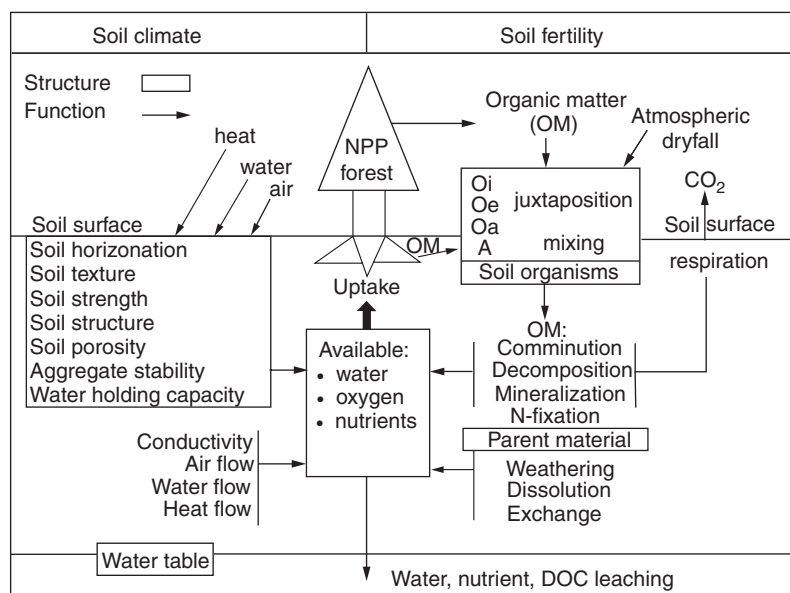 Soil climate
Soil fertility
Structure
Function
heat
water
air
NPP
forest
Organic matter
(OM)
Atmospheric
dryfall
CO2
Oi
Oe
Oa
A
juxtaposition
mixing
Soil organisms
Soil surface
Soil surface
respiration
OM
Uptake
Soil horizonation
Soil texture
Soil strength
Soil structure
Soil porosity
Aggregate stability
Water holding capacity
Available:
• water
• oxygen
• nutrients
OM:
Comminution
Decomposition
Mineralization
N-fixation
Parent material
Weathering
Dissolution
Exchange
Conductivity
Air flow
Water flow
Heat flow
Water table
Water, nutrient, DOC leaching